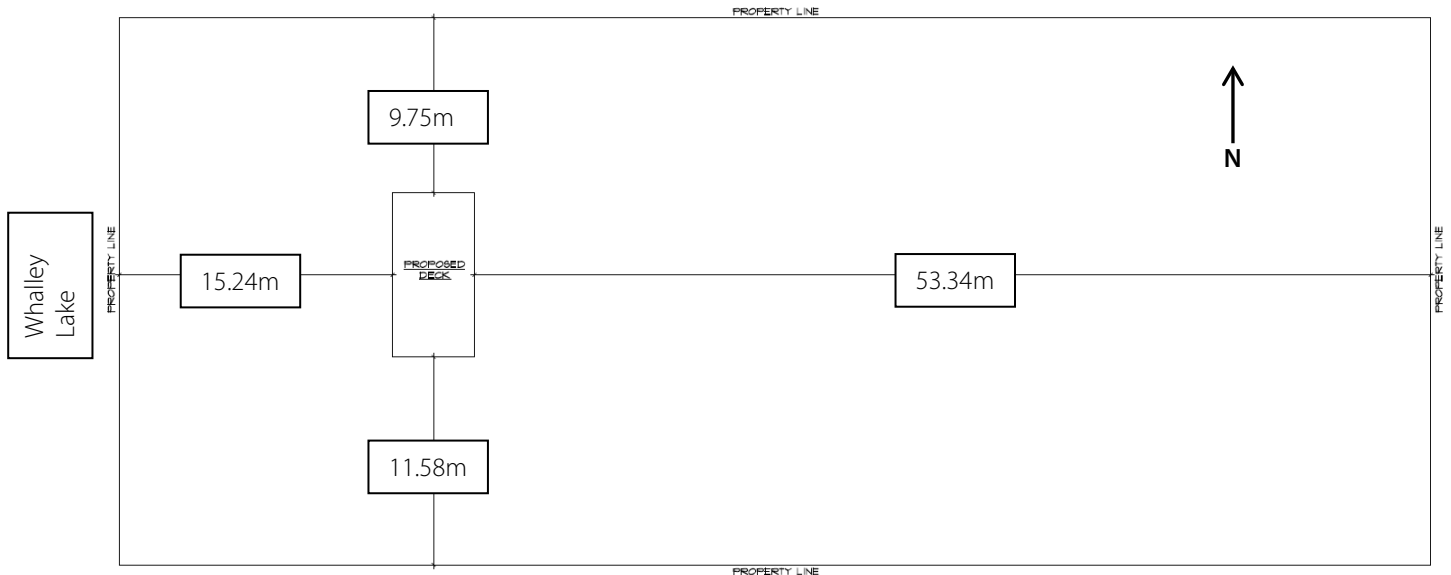 PROPERTY LINE
9.75m
N
Whalley
Lake
PROPERTY LINE
15.24m
PROPOSED
DECK
53.34m
PROPERTY LINE
11.58m
PROPERTY LINE